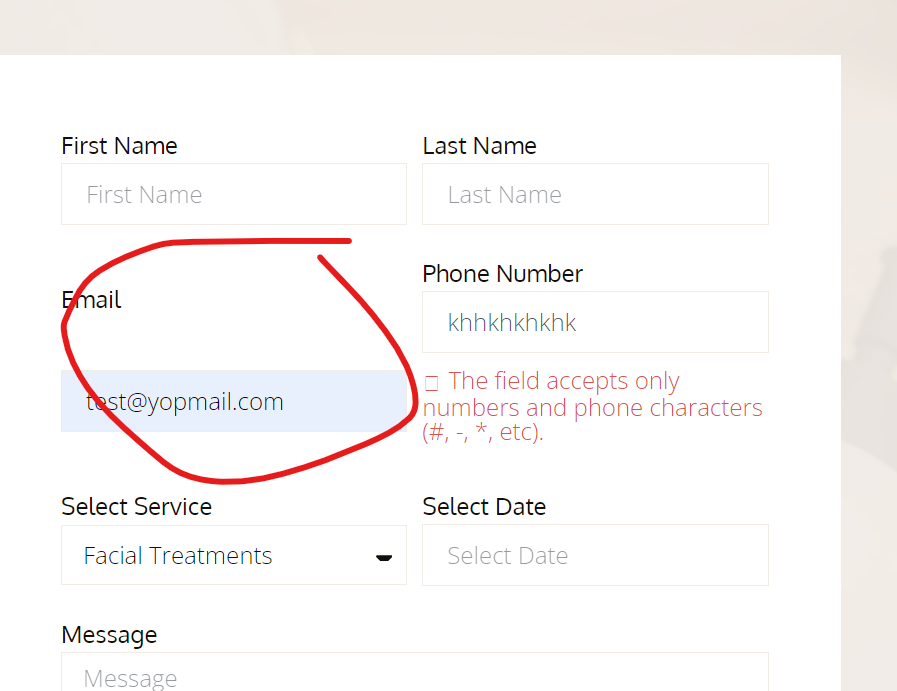 First Name
Last Name
First Name
Last Name
Email
Phone Number
khhkhkhkhk
test@yopmail.com
The field accepts only
numbers and phone characters
(#, -, *, etc).
Select Service
Select Date
Facial Treatments
Select Date
Message
Message